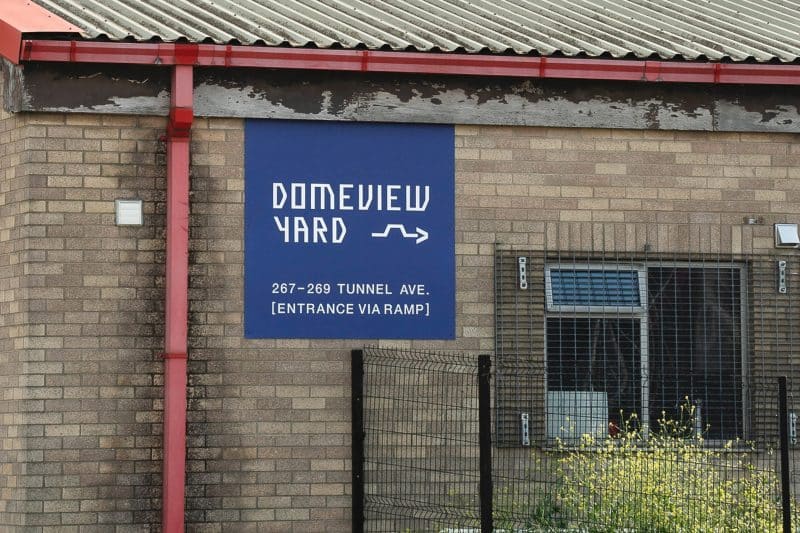 DOMEVIEW
YARD
267-269 TUNNEL AVE.
[ENTRANCE VIA RAMP]